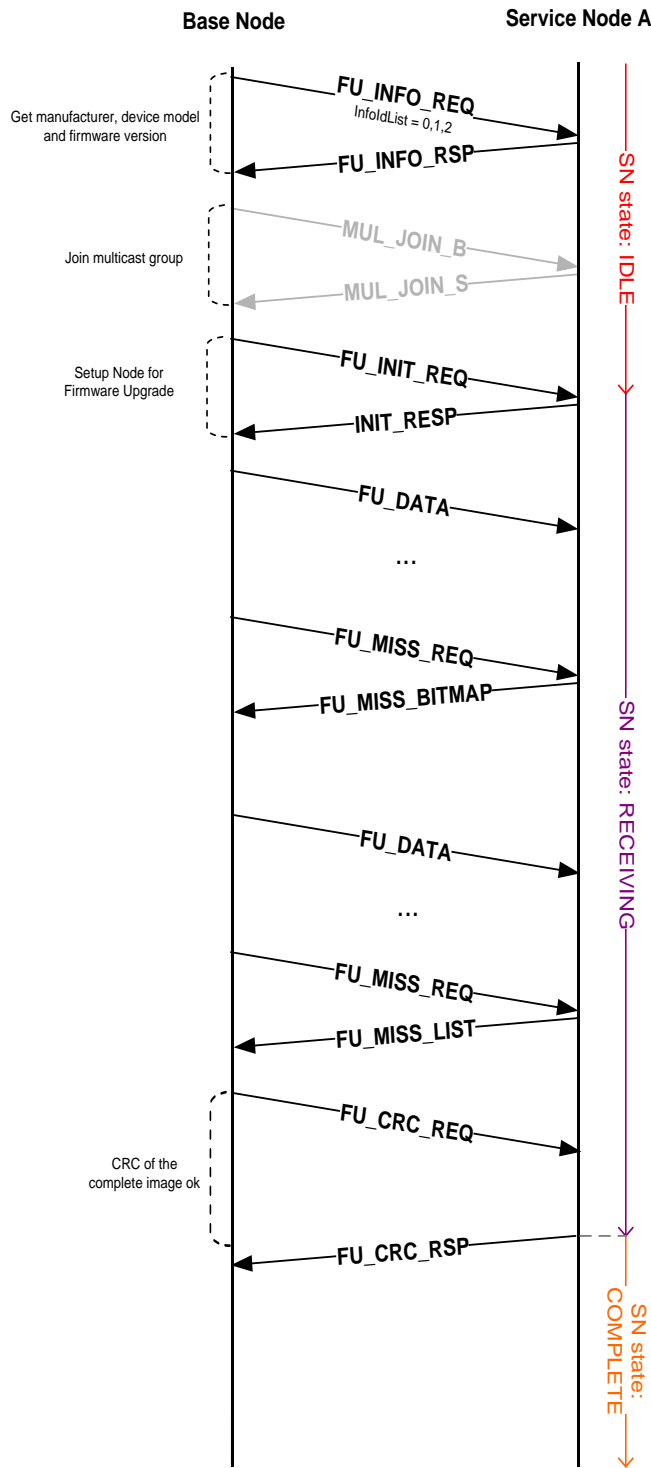 Base Node
Service Node A
FU_INFO_REQ
InfoIdList = 0,1,2
Get manufacturer, device model
and firmware version
FU_INFO_RSP
SN state: IDLE
MUL_JOIN_B
Join multicast group
MUL_JOIN_S
FU_INIT_REQ
Setup Node for
Firmware Upgrade
INIT_RESP
FU_DATA
...
FU_MISS_REQ
FU_MISS_BITMAP
SN state: RECEIVING
FU_DATA
...
FU_MISS_REQ
FU_MISS_LIST
FU_CRC_REQ
CRC of the
complete image ok
FU_CRC_RSP
SN state:
COMPLETE